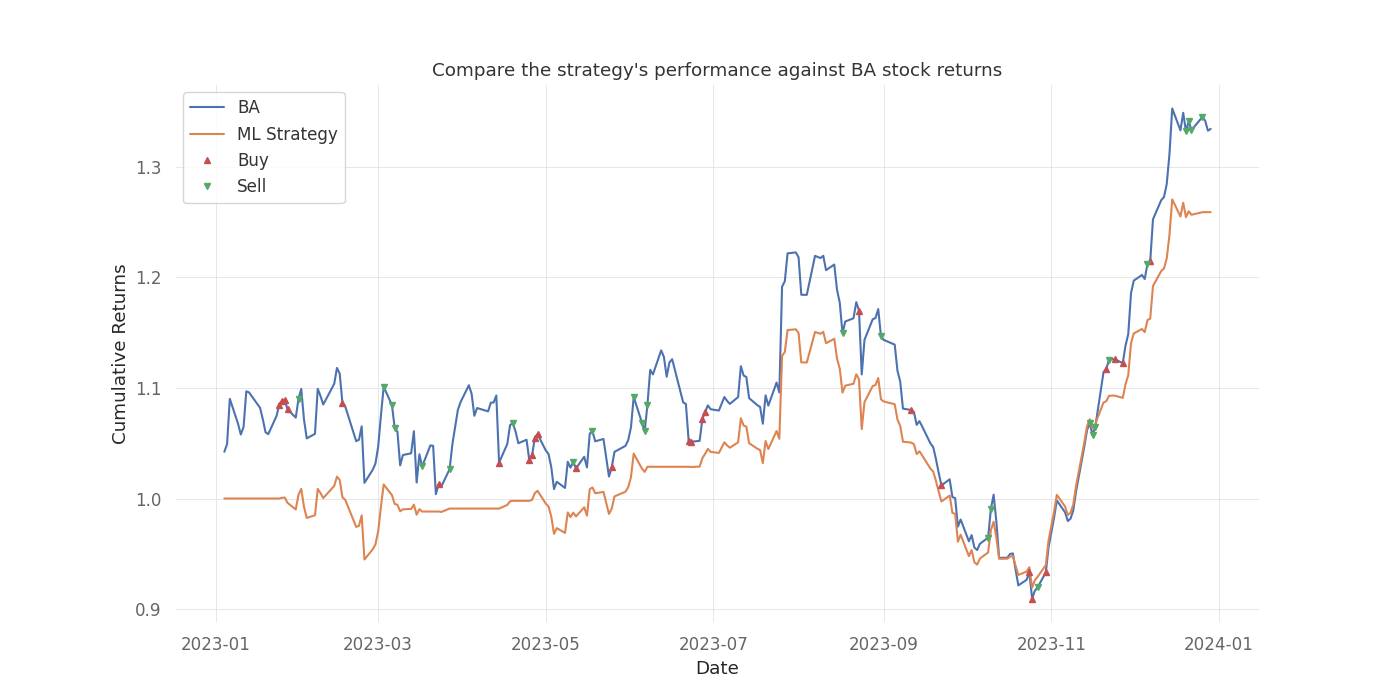 Compare the strategy's performance against BA stock returns
BA
ML Strategy
Buy
Sell
Cumulative Returns
1.3
1.2
1.1
1.0
0.9
2023-01 2023-03 2023-05 2023-07 2023-09 2023-11 2024-01
Date